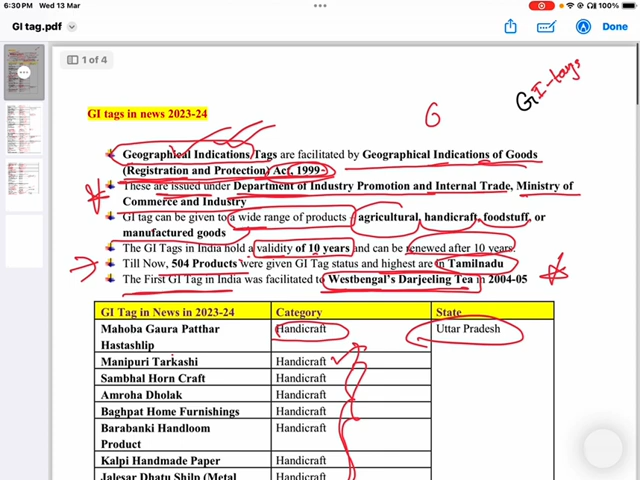 6:30 PM Wed 13 Mar
100%
GI tag.pdf
Done
1 of 4
GI-tags
G
GI tags in news 2023-24
Geographical Indications Tags are facilitated by Geographical Indications of Goods
(Registration and Protection) Act, 1999
These are issued under Department of Industry Promotion and Internal Trade, Ministry of
Commerce and Industry
GI tag can be given to a wide range of products agricultural, handicraft, foodstuff, or
manufactured goods
The GI Tags in India hold a validity of 10 years and can be renewed after 10 years.
Till Now, 504 Products were given GI Tag status and highest are in Tamilnadu
The First GI Tag in India was facilitated to Westbengal's Darjeeling Tea in 2004-05
GI Tag in News in 2023-24 Category State
Mahoba Gaura Patthar Handicraft Uttar Pradesh
Hastashlip
Manipuri Tarkashi Handicraft
Sambhal Horn Craft Handicraft
Amroha Dholak Handicraft
Baghpat Home Furnishings Handicraft
Barabanki Handloom Handicraft
Product
Kalpi Handmade Paper Handicraft
Jalesar Dhatu Shilp (Metal Handicraft